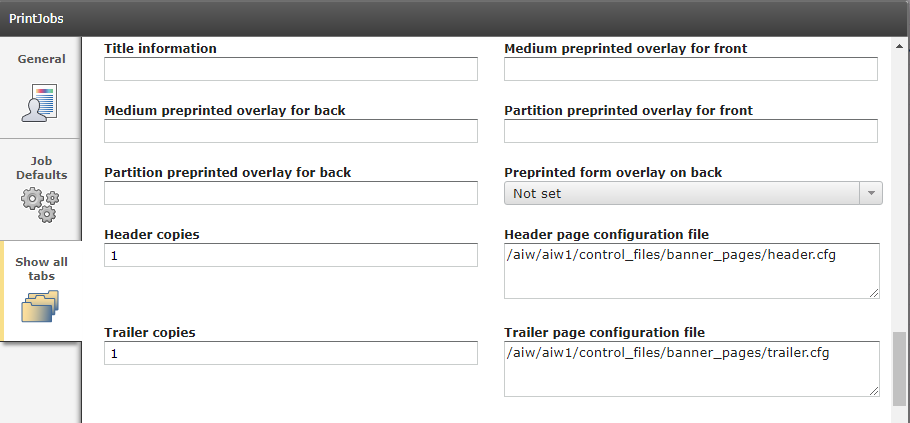 PrintJobs
General
Job
Defaults
Show all
tabs
Title information
Medium preprinted overlay for front
Medium preprinted overlay for back
Partition preprinted overlay for front
Partition preprinted overlay for back
Preprinted form overlay on back
Not set
Header copies
Header page configuration file
1
/aiw/aiw1/control_files/banner_pages/header.cfg
Trailer copies
Trailer page configuration file
1
/aiw/aiw1/control_files/banner_pages/trailer.cfg